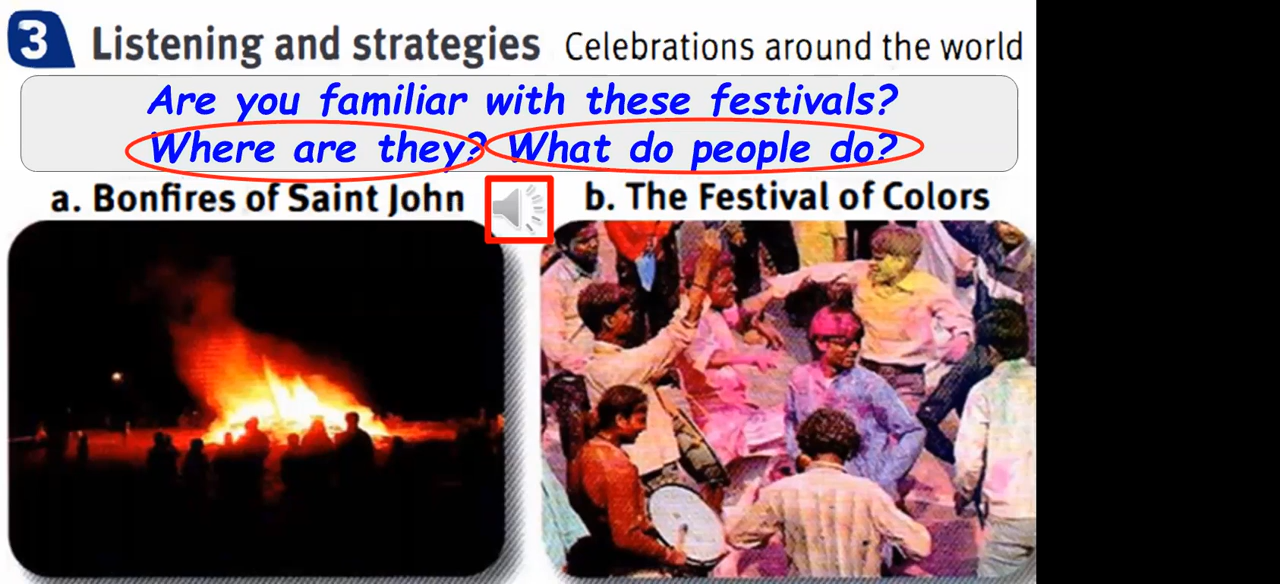 3 Listening and strategies Celebrations around the world
Are you familiar with these festivals?
Where are they? What do people do?
a. Bonfires of Saint John b. The Festival of Colors